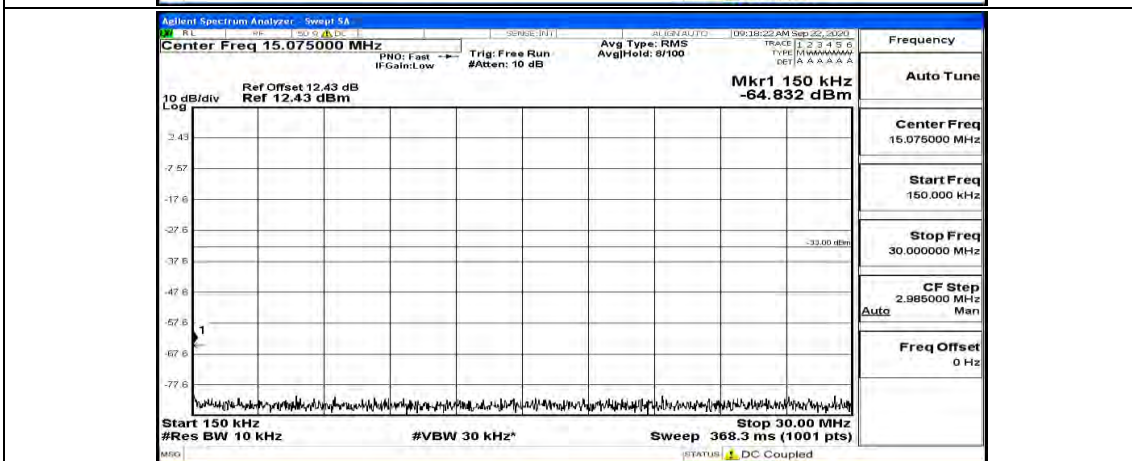 Agilent Spectrum Analyzer - Swept SA
RL RF 50 Ω DC SENSE:INT ALIGN AUTO 09:18:22 AM Sep 22, 2020
Center Freq 15.075000 MHz
PNO: Fast
IFGain:Low
Trig: Free Run
#Atten: 10 dB
Avg Type: RMS
Avg|Hold: 8/100
TRACE 1 2 3 4 5 6
TYPE MWWWWW
DET A A A A A A
Ref Offset 12.43 dB
10 dB/div Ref 12.43 dBm
Log
Mkr1 150 kHz
-64.832 dBm
2.43
-7.57
-17.6
-27.6
-33.00 dBm
-37.6
-47.6
-57.6
1
-67.6
-77.6
Start 150 kHz
Stop 30.00 MHz
#Res BW 10 kHz
#VBW 30 kHz*
Sweep 368.3 ms (1001 pts)
MSG
STATUS DC Coupled
Frequency
Auto Tune
Center Freq
15.075000 MHz
Start Freq
150.000 kHz
Stop Freq
30.000000 MHz
CF Step
2.985000 MHz
Auto Man
Freq Offset
0 Hz